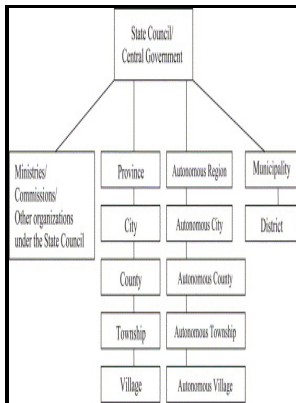 State Council/
Central Government
Ministries/
Commissions/
Other organizations
under the State Council
Province
Autonomous Region
Municipality
City
Autonomous City
District
County
Autonomous County
Township
Autonomous Township
Village
Autonomous Village